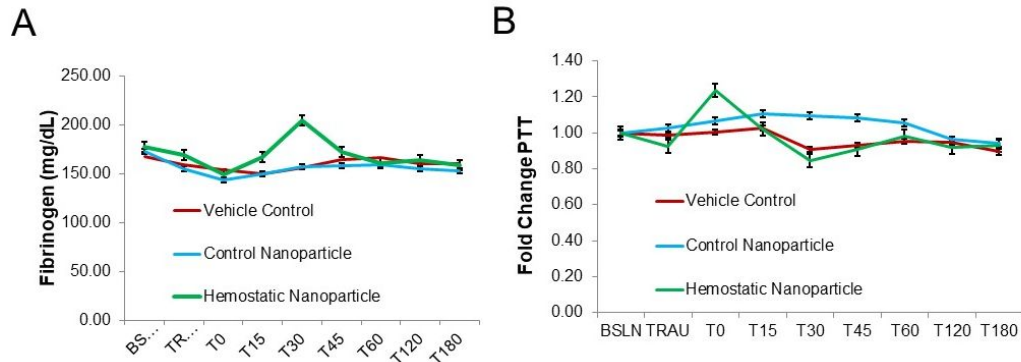 A
250.00
200.00
150.00
100.00
50.00
0.00
Fibrinogen (mg/dL)
Vehicle Control
Control Nanoparticle
Hemostatic Nanoparticle
BS...
TR...
T0
T15
T30
T45
T60
T120
T180
B
1.40
1.20
1.00
0.80
0.60
0.40
0.20
0.00
Fold Change PTT
Vehicle Control
Control Nanoparticle
Hemostatic Nanoparticle
BSLN TRAU T0 T15 T30 T45 T60 T120 T180